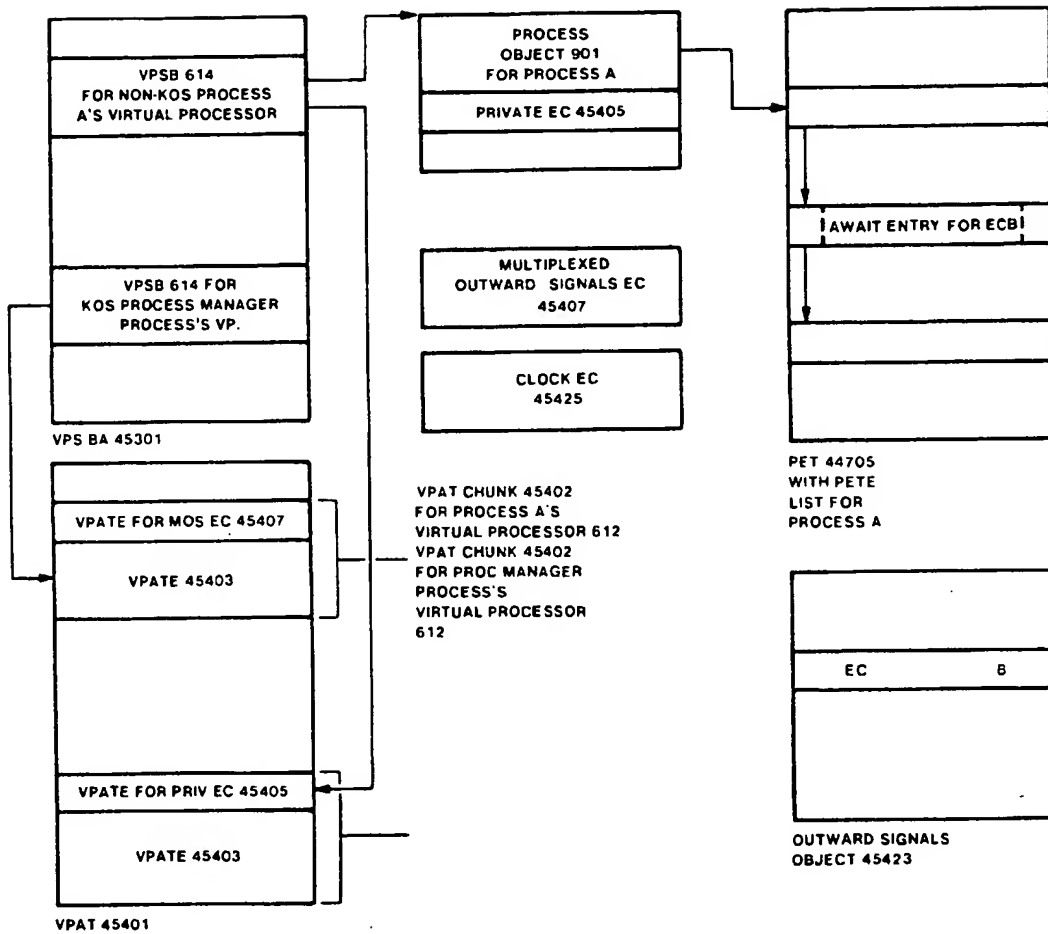 VPSB 614
FOR NON-KOS PROCESS
A'S VIRTUAL PROCESSOR
VPSB 614 FOR
KOS PROCESS MANAGER
PROCESS'S VP.
VPS BA 45301
PROCESS
OBJECT 901
FOR PROCESS A
PRIVATE EC 45405
MULTIPLEXED
OUTWARD SIGNALS EC
45407
CLOCK EC
45425
AWAIT ENTRY FOR ECB
PET 44705
WITH PETE
LIST FOR
PROCESS A
VPATE FOR MOS EC 45407
VPATE 45403
VPATE FOR PRIV EC 45405
VPATE 45403
VPAT 45401
VPAT CHUNK 45402
FOR PROCESS A'S
VIRTUAL PROCESSOR 612
VPAT CHUNK 45402
FOR PROC MANAGER
PROCESS'S
VIRTUAL PROCESSOR
612
EC B
OUTWARD SIGNALS
OBJECT 45423